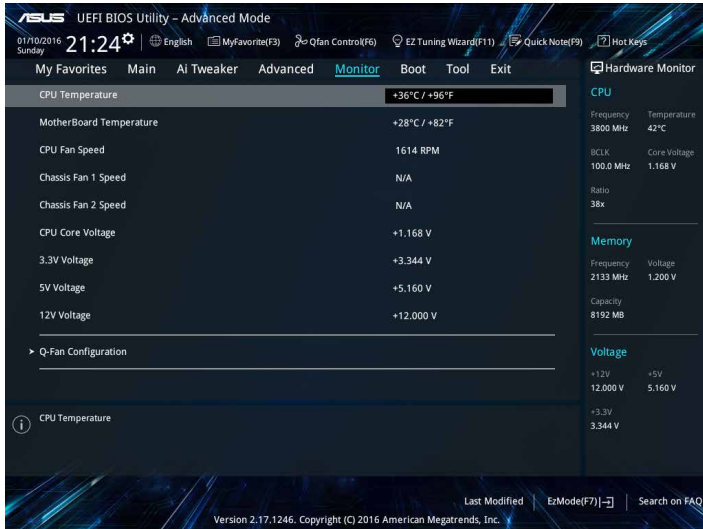 ASUS UEFI BIOS Utility – Advanced Mode
01/10/2016 Sunday 21:24 English MyFavorite(F3) Qfan Control(F6) EZ Tuning Wizard(F11) Quick Note(F9) ? Hot Keys
My Favorites Main Ai Tweaker Advanced Monitor Boot Tool Exit
CPU Temperature +36°C / +96°F
MotherBoard Temperature +28°C / +82°F
CPU Fan Speed 1614 RPM
Chassis Fan 1 Speed N/A
Chassis Fan 2 Speed N/A
CPU Core Voltage +1.168 V
3.3V Voltage +3.344 V
5V Voltage +5.160 V
12V Voltage +12.000 V
> Q-Fan Configuration
i CPU Temperature
Hardware Monitor
CPU
Frequency Temperature
3800 MHz 42°C
BCLK Core Voltage
100.0 MHz 1.168 V
Ratio
38x
Memory
Frequency Voltage
2133 MHz 1.200 V
Capacity
8192 MB
Voltage
+12V +5V
12.000 V 5.160 V
+3.3V
3.344 V
Last Modified EzMode(F7) Search on FAQ
Version 2.17.1246. Copyright (C) 2016 American Megatrends, Inc.